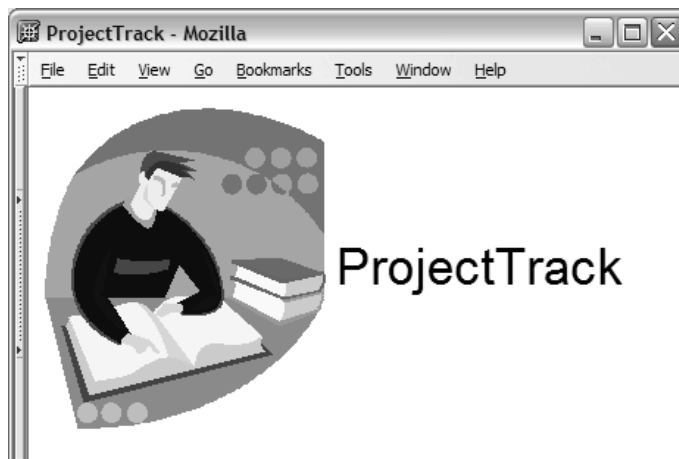 ProjectTrack - Mozilla
File Edit View Go Bookmarks Tools Window Help
ProjectTrack